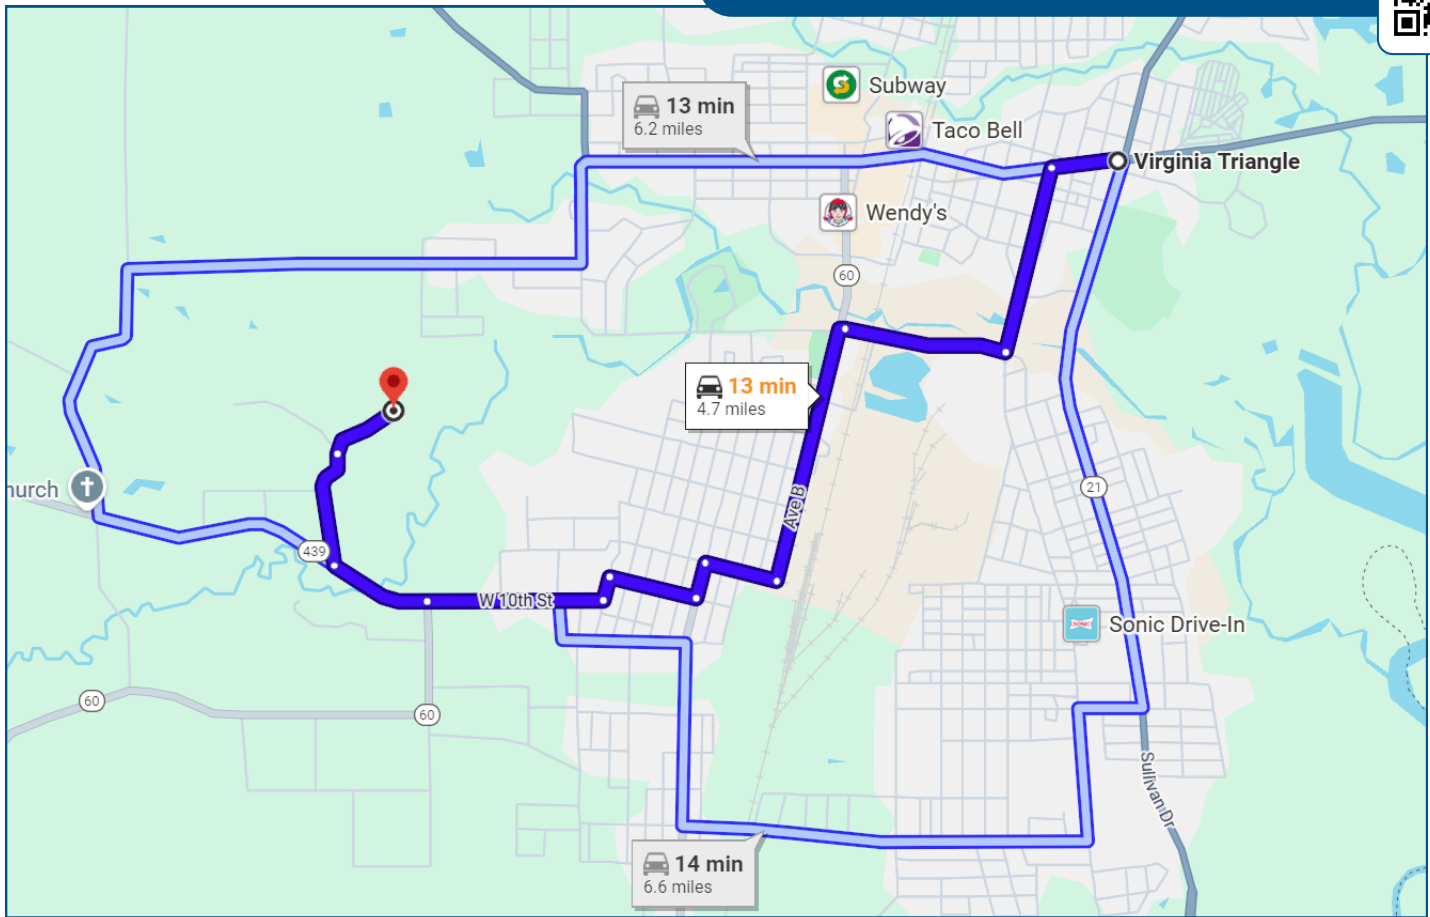 Subway
13 min
6.2 miles
Taco Bell
Virginia Triangle
Wendy's
60
13 min
4.7 miles
Ave B
21
hurch
439
W 10th St
SONIC
Sonic Drive-In
60
60
Sullivan Dr
14 min
6.6 miles